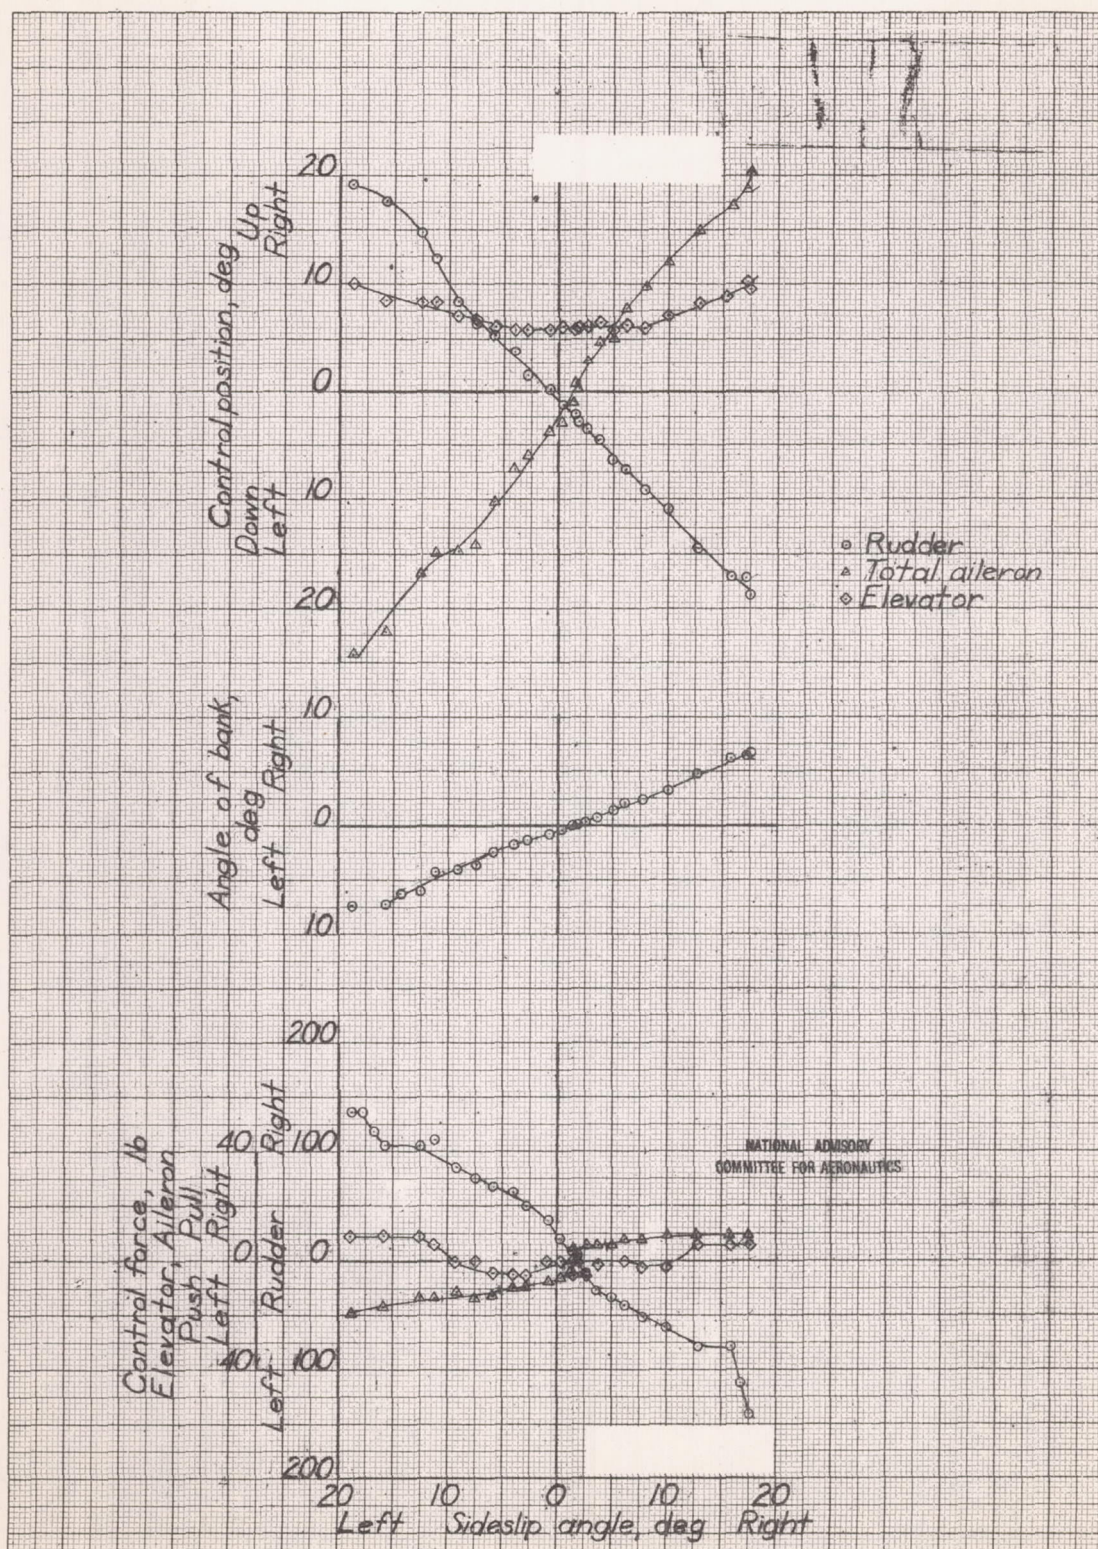 20
Control position, deg
Up
Right
10
0
10
Down
Left
20
Rudder
Total aileron
Elevator
10
Angle of bank,
deg
Left Right
0
10
200
Control force, lb
Elevator, Aileron
Push Pull
Left Right
40
0
40
Left Rudder Right
100
0
100
200
NATIONAL ADVISORY
COMMITTEE FOR AERONAUTICS
20 10 0 10 20
Left Sideslip angle, deg Right